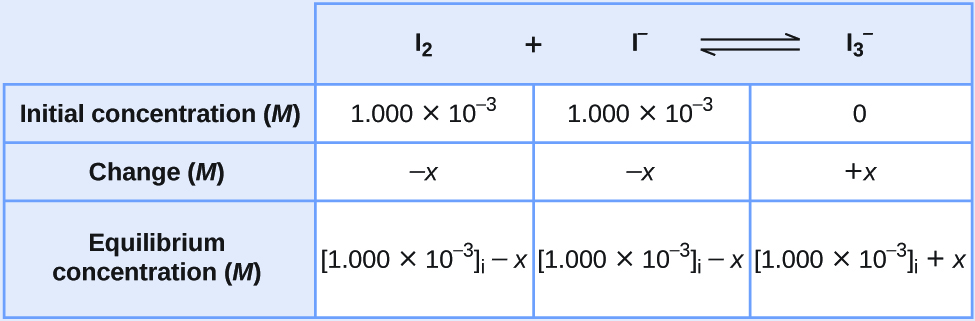 I₂ + I⁻ ⇌ I₃⁻
Initial concentration (M) 1.000 × 10⁻³ 1.000 × 10⁻³ 0
Change (M) −x −x +x
Equilibrium
concentration (M) [1.000 × 10⁻³]ᵢ − x [1.000 × 10⁻³]ᵢ − x [1.000 × 10⁻³]ᵢ + x